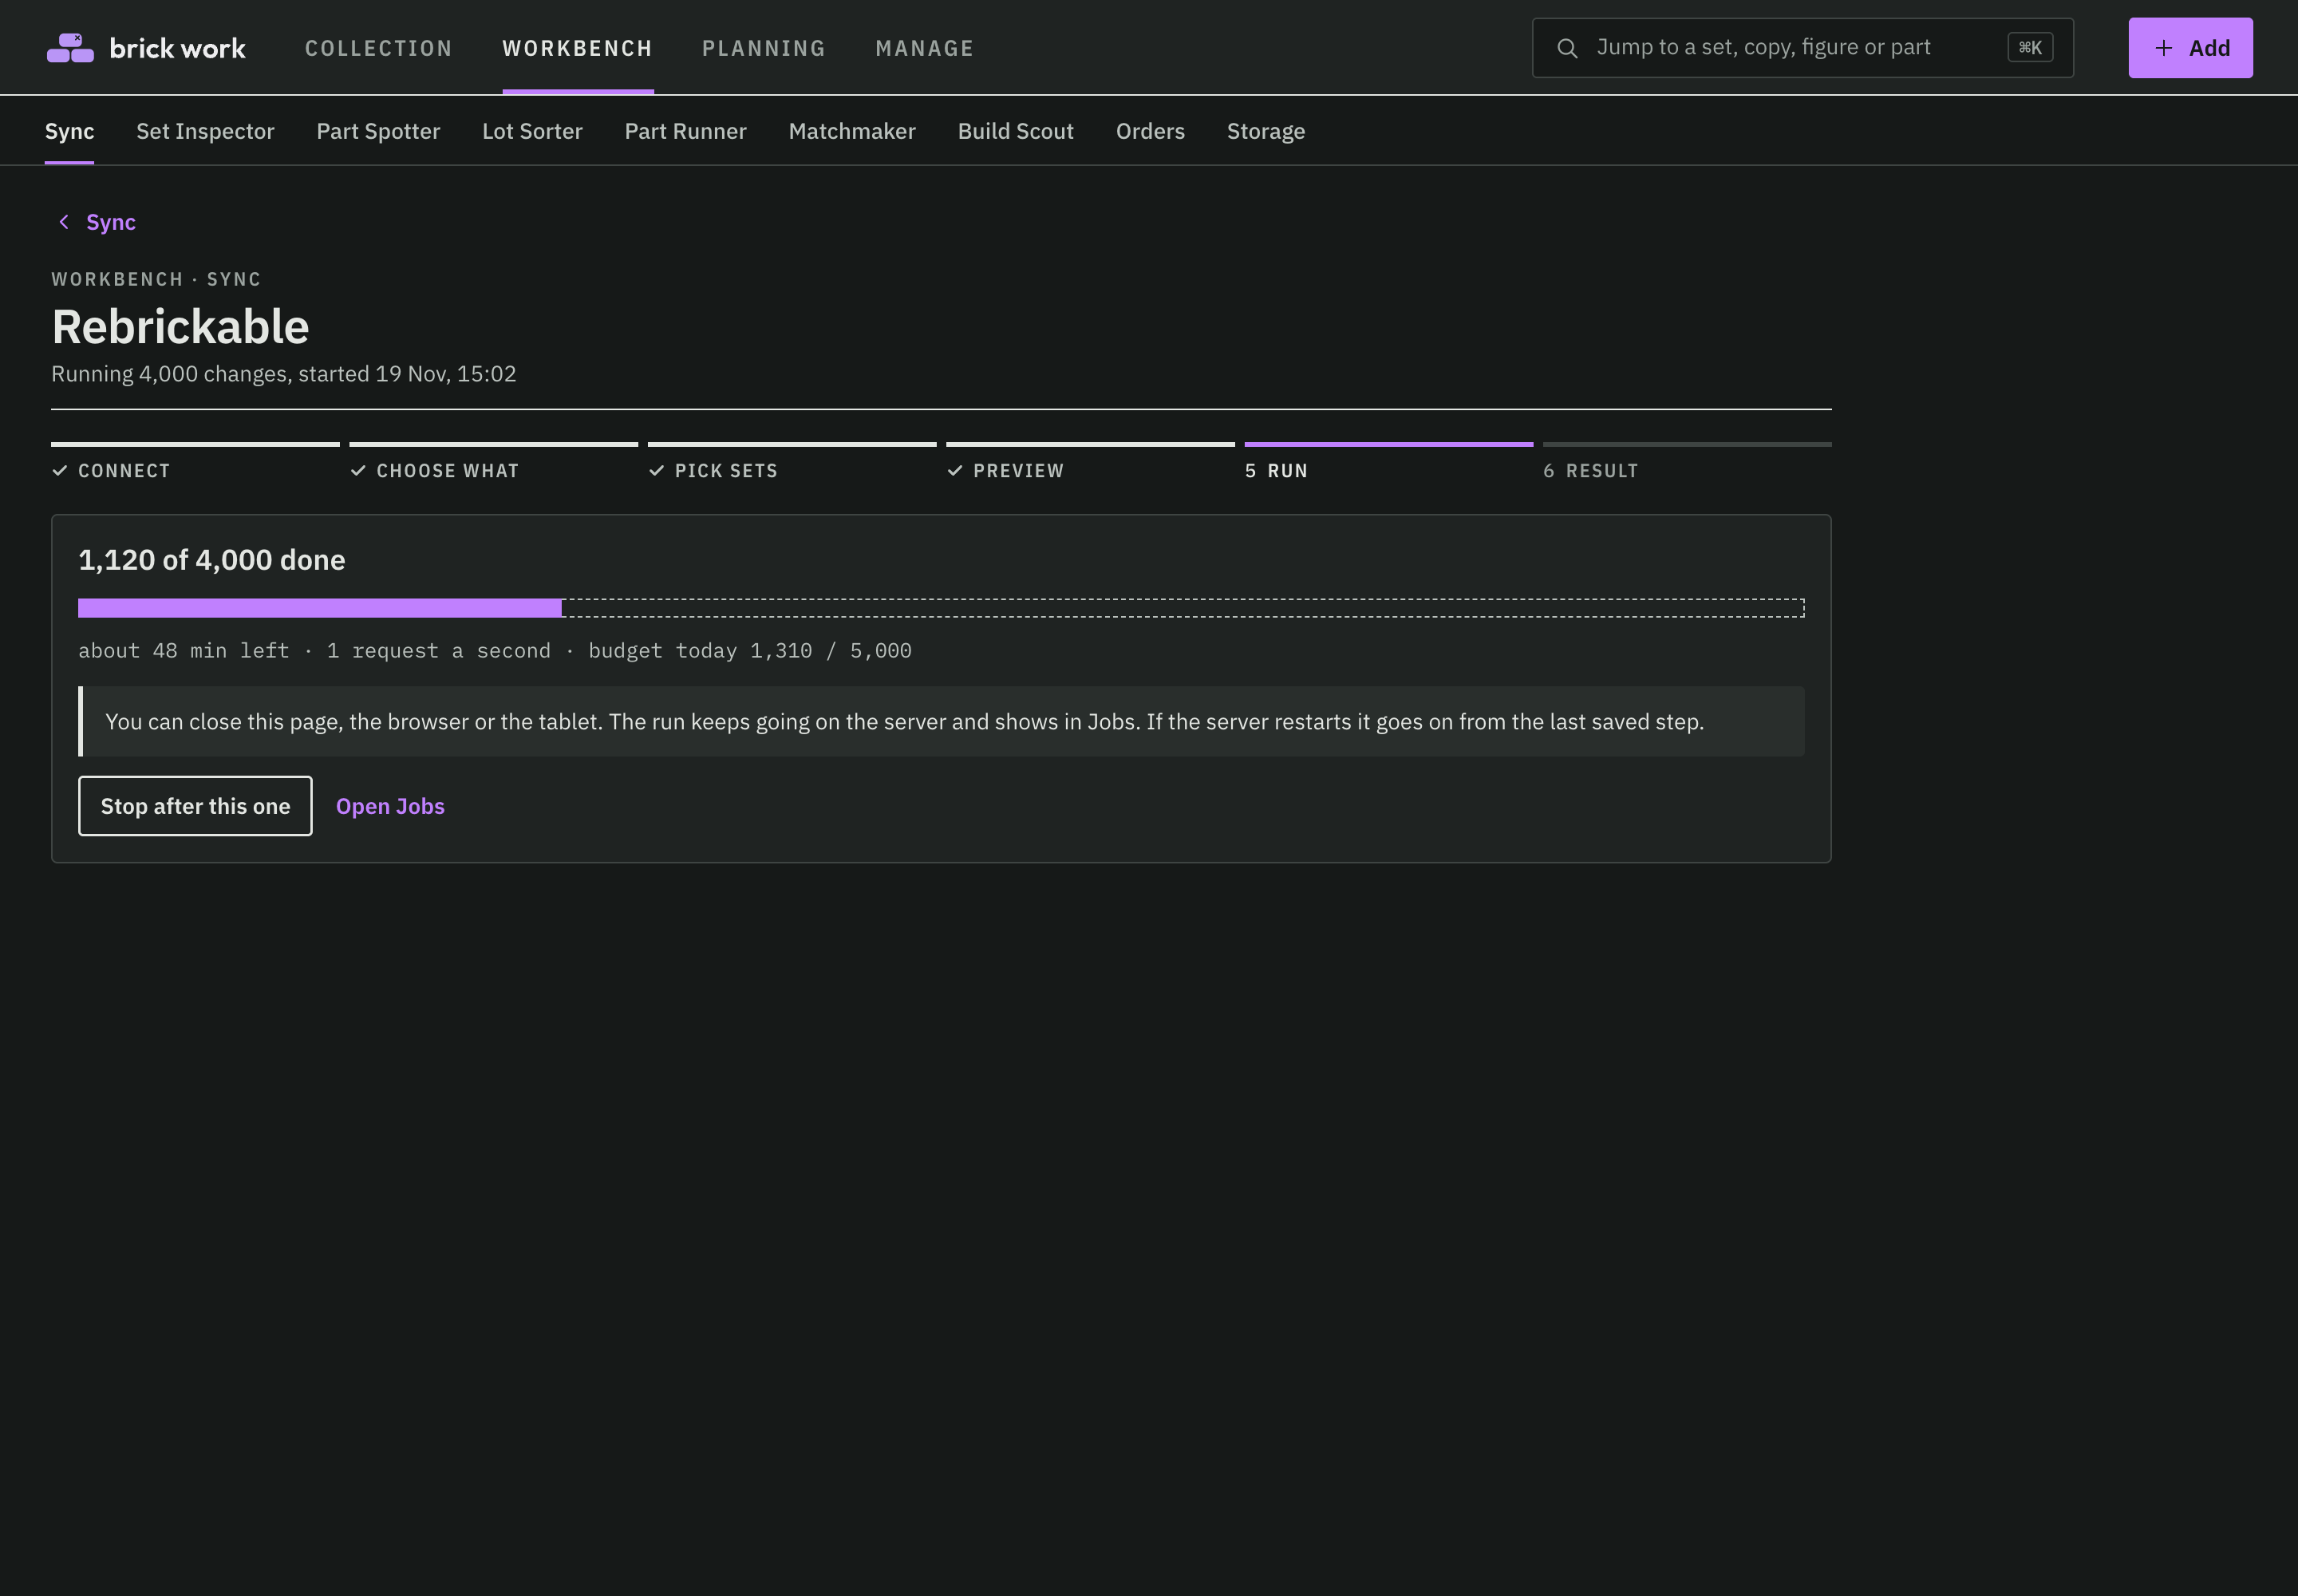 brick work COLLECTION WORKBENCH PLANNING MANAGE Jump to a set, copy, figure or part ⌘K + Add
Sync Set Inspector Part Spotter Lot Sorter Part Runner Matchmaker Build Scout Orders Storage
Sync
WORKBENCH · SYNC
Rebrickable
Running 4,000 changes, started 19 Nov, 15:02
CONNECT CHOOSE WHAT PICK SETS PREVIEW 5 RUN 6 RESULT
1,120 of 4,000 done
about 48 min left · 1 request a second · budget today 1,310 / 5,000
You can close this page, the browser or the tablet. The run keeps going on the server and shows in Jobs. If the server restarts it goes on from the last saved step.
Stop after this one Open Jobs